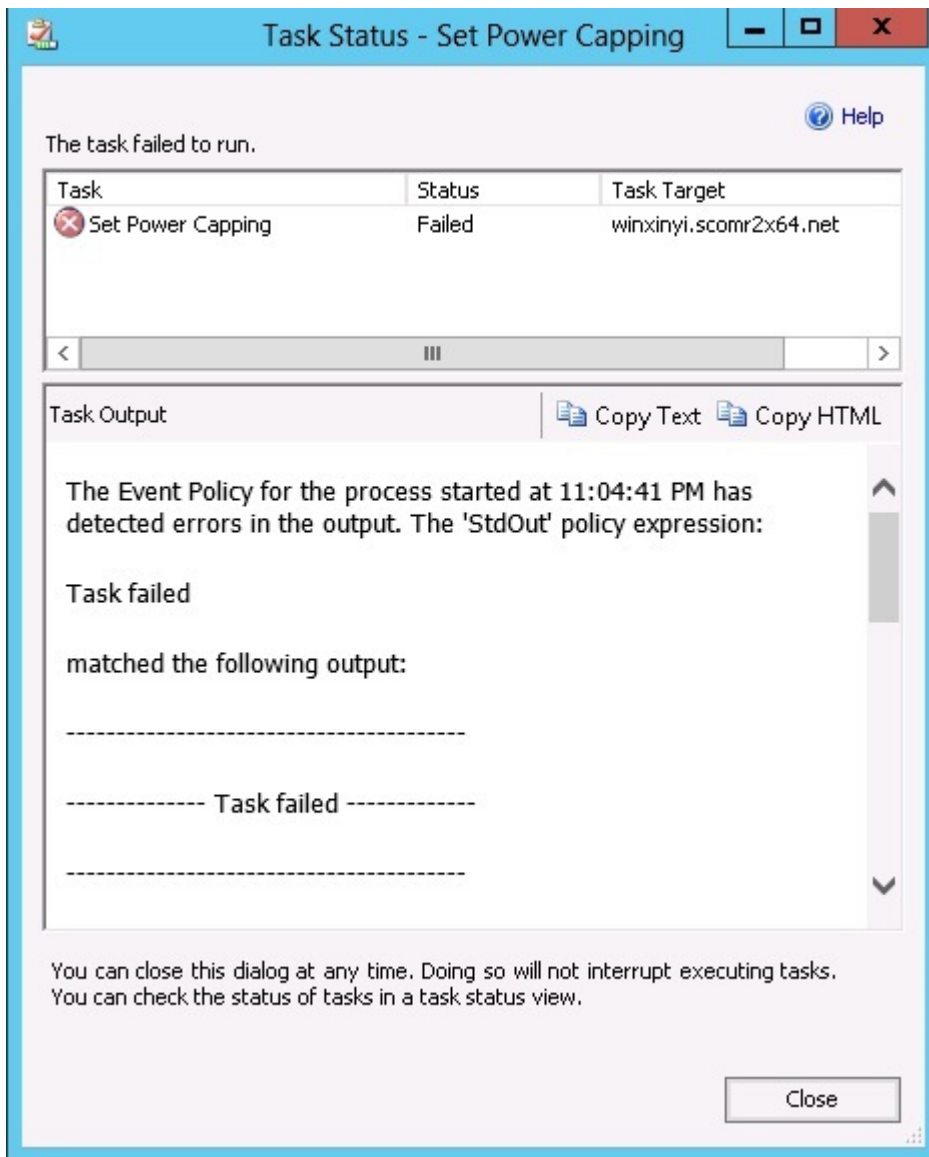 Task Status - Set Power Capping
Help
The task failed to run.
Task Status Task Target
Set Power Capping Failed winxinyi.scomr2x64.net
Task Output Copy Text Copy HTML
The Event Policy for the process started at 11:04:41 PM has
detected errors in the output. The 'StdOut' policy expression:
Task failed
matched the following output:
----------------------------------------
-------------- Task failed -------------
----------------------------------------
You can close this dialog at any time. Doing so will not interrupt executing tasks.
You can check the status of tasks in a task status view.
Close